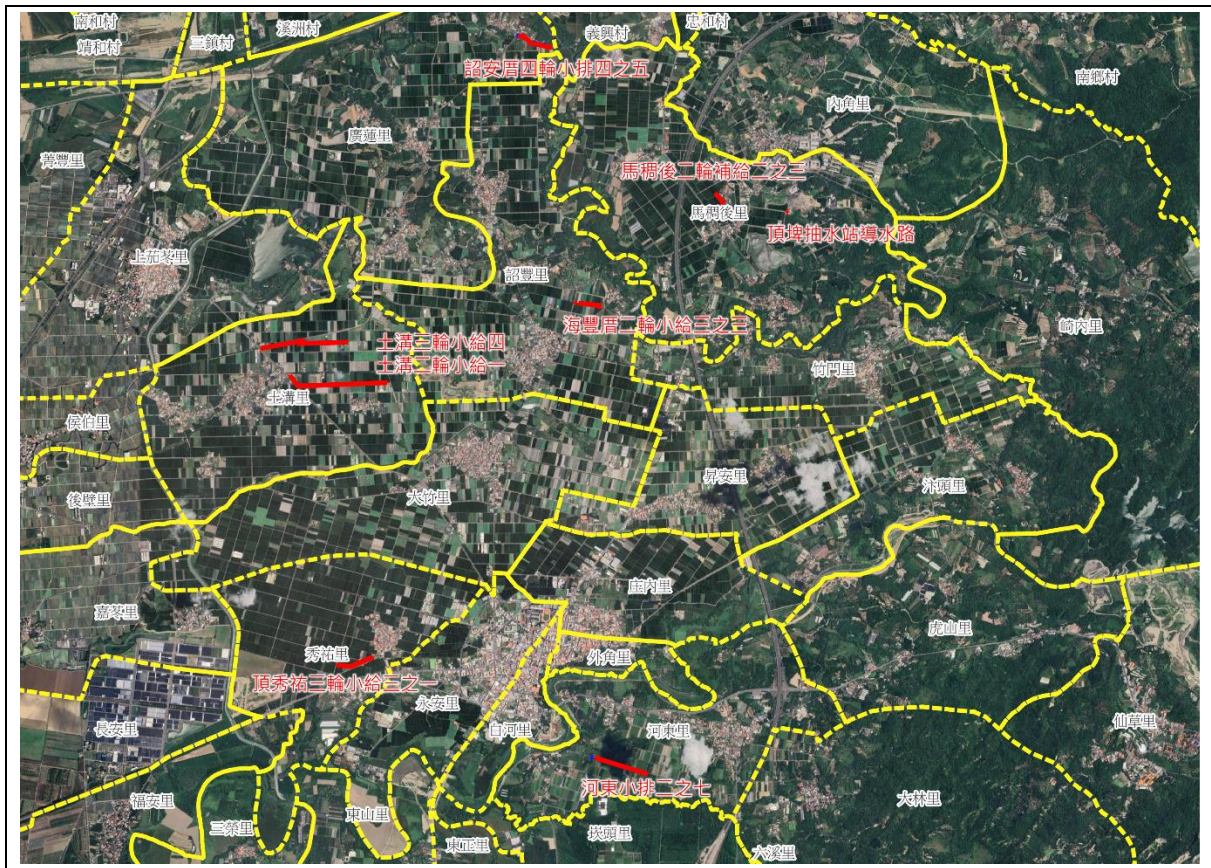 南和村
溪洲村
義興村
忠和村
靖和村
三鎮村
詔安厝四輪小排四之五
南鄉村
內角里
廣蓮里
菁豐里
馬稠後二輪補給二之三
馬稠後里
頂埤抽水站導水路
上茄苳里
詔豐里
海豐厝二輪小給三之三
崎內里
土溝三輪小給四
土溝二輪小給一
竹門里
土溝里
侯伯里
昇安里
汴頭里
後壁里
大竹里
庄內里
嘉苳里
虎山里
秀祐里
外角里
頂秀祐三輪小給三之一
永安里
白河里
河東里
仙草里
長安里
河東小排二之七
福安里
三榮里
東山里
大林里
東正里
崁頭里
六溪里